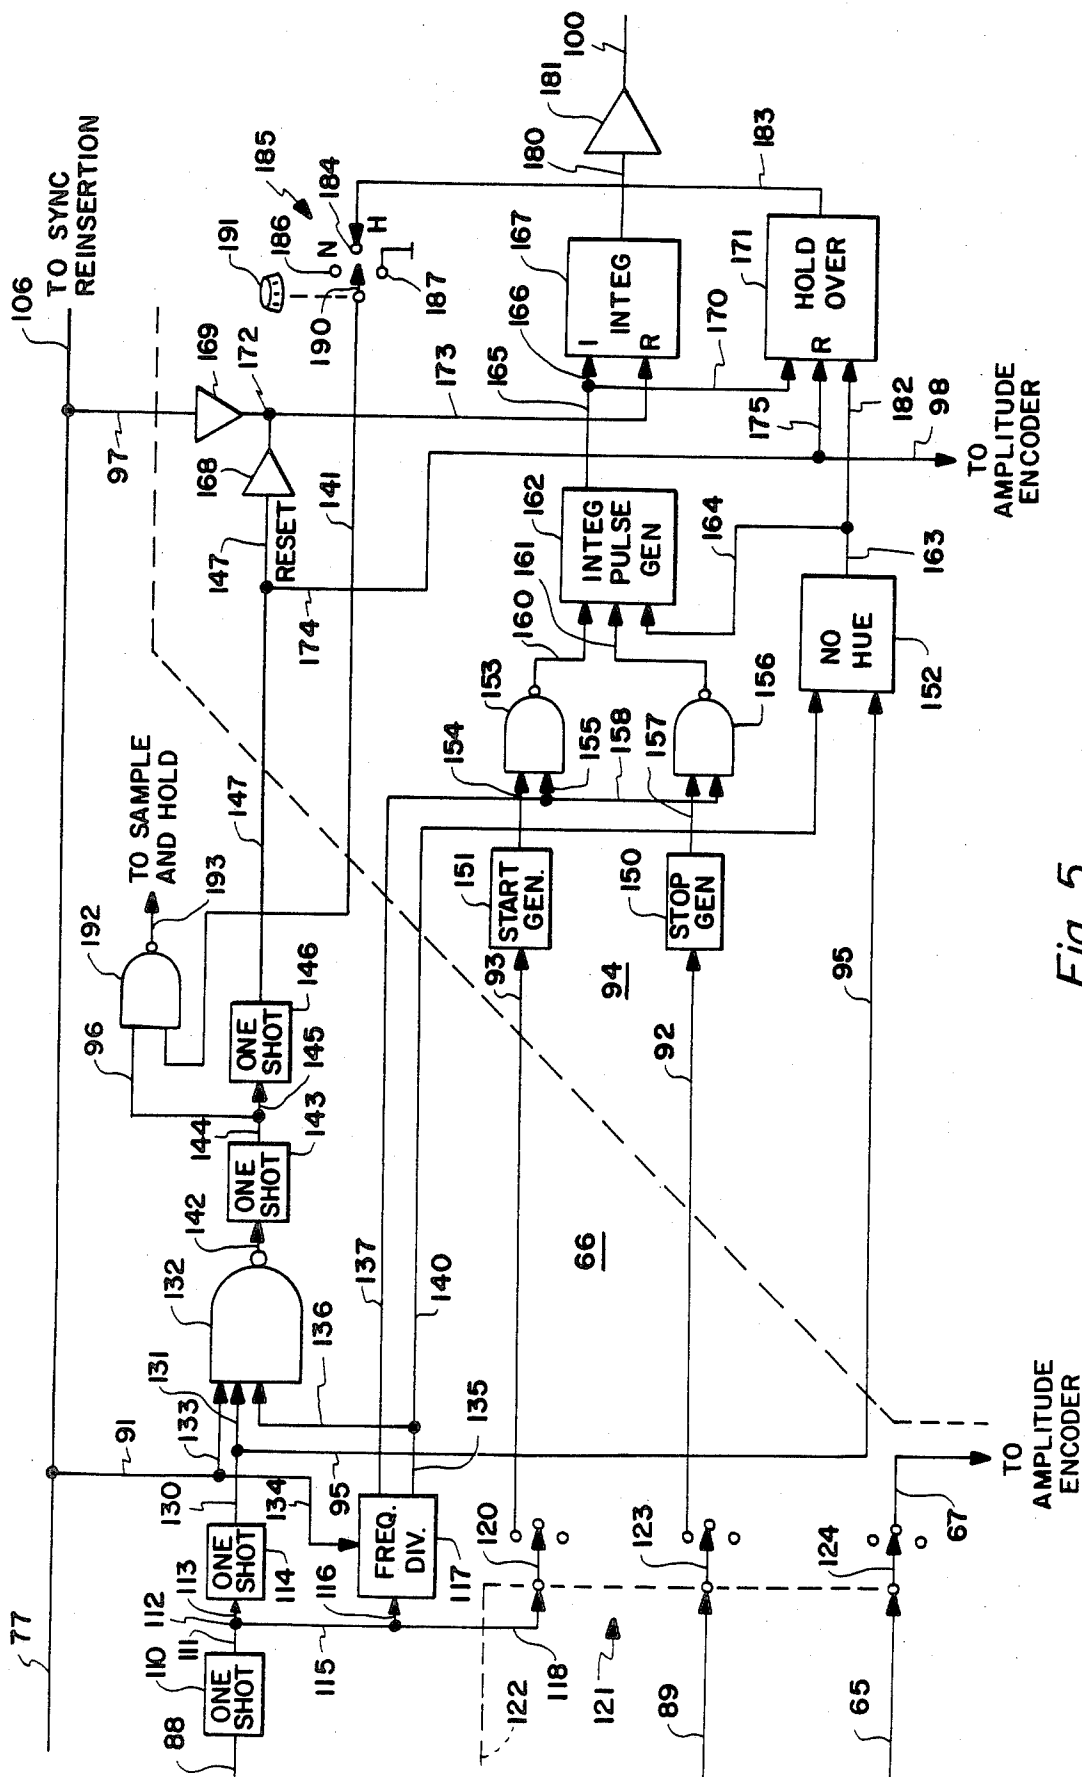 106
TO SYNC
REINSERTION
77
97
169
172
168
147
RESET
174
141
173
191
N
186
185
184
H
187
190
181
100
180
183
I
INTEG
R
167
166
165
170
HOLD
OVER
R
171
175
182
98
TO
AMPLITUDE
ENCODER
INTEG
PULSE
GEN
162
161
160
164
163
NO
HUE
152
153
154
155
156
157
158
START
GEN.
151
STOP
GEN
150
93
94
92
95
66
TO SAMPLE
AND HOLD
193
192
96
147
ONE
SHOT
146
145
144
ONE
SHOT
143
142
132
131
133
91
136
137
140
135
130
134
95
ONE
SHOT
114
113
112
111
110
ONE
SHOT
88
115
116
FREQ.
DIV.
117
118
120
121
122
123
124
89
65
67
TO
AMPLITUDE
ENCODER
Fig. 5